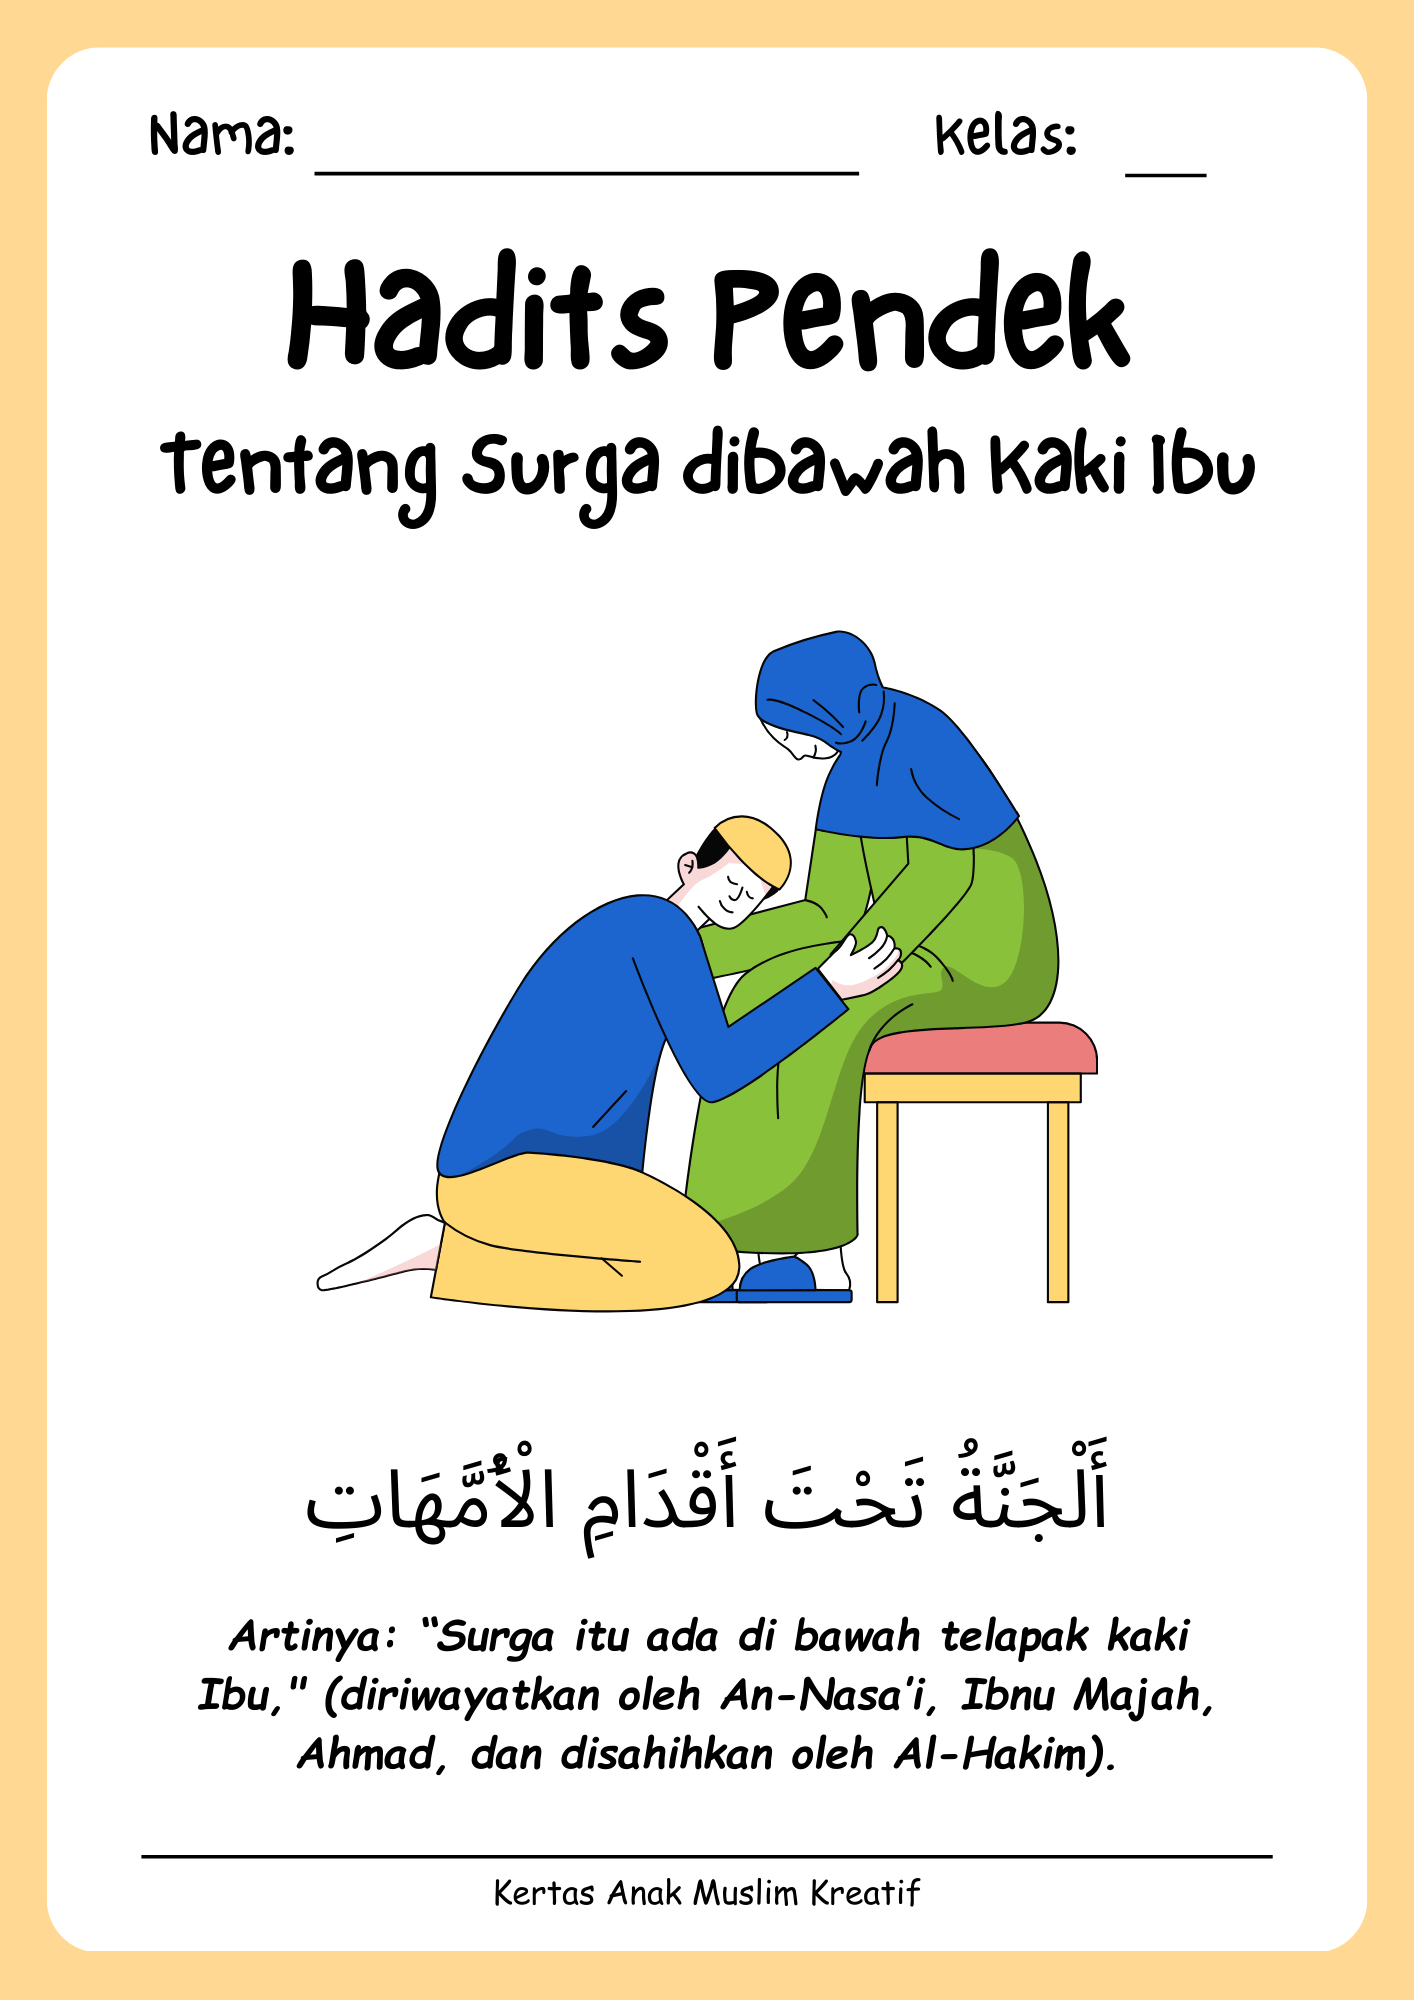 Nama: Kelas:
Hadits Pendek
Tentang Surga dibawah Kaki Ibu
أَلْجَنَّةُ تَحْتَ أَقْدَامِ الْأُمَّهَاتِ
Artinya: “Surga itu ada di bawah telapak kaki
Ibu," (diriwayatkan oleh An-Nasa’i, Ibnu Majah,
Ahmad, dan disahihkan oleh Al-Hakim).
Kertas Anak Muslim Kreatif